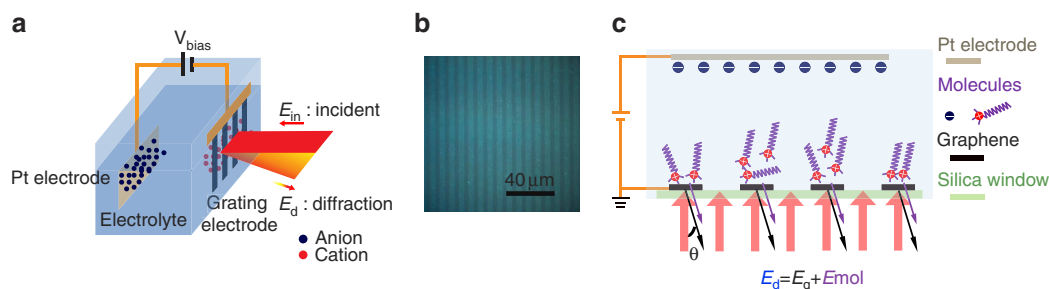 a
V_bias
E_in : incident
Pt electrode
Electrolyte
Grating
electrode
E_d : diffraction
Anion
Cation
b
40 μm
c
θ
E_d=E_g+Emol
Pt electrode
Molecules
Graphene
Silica window